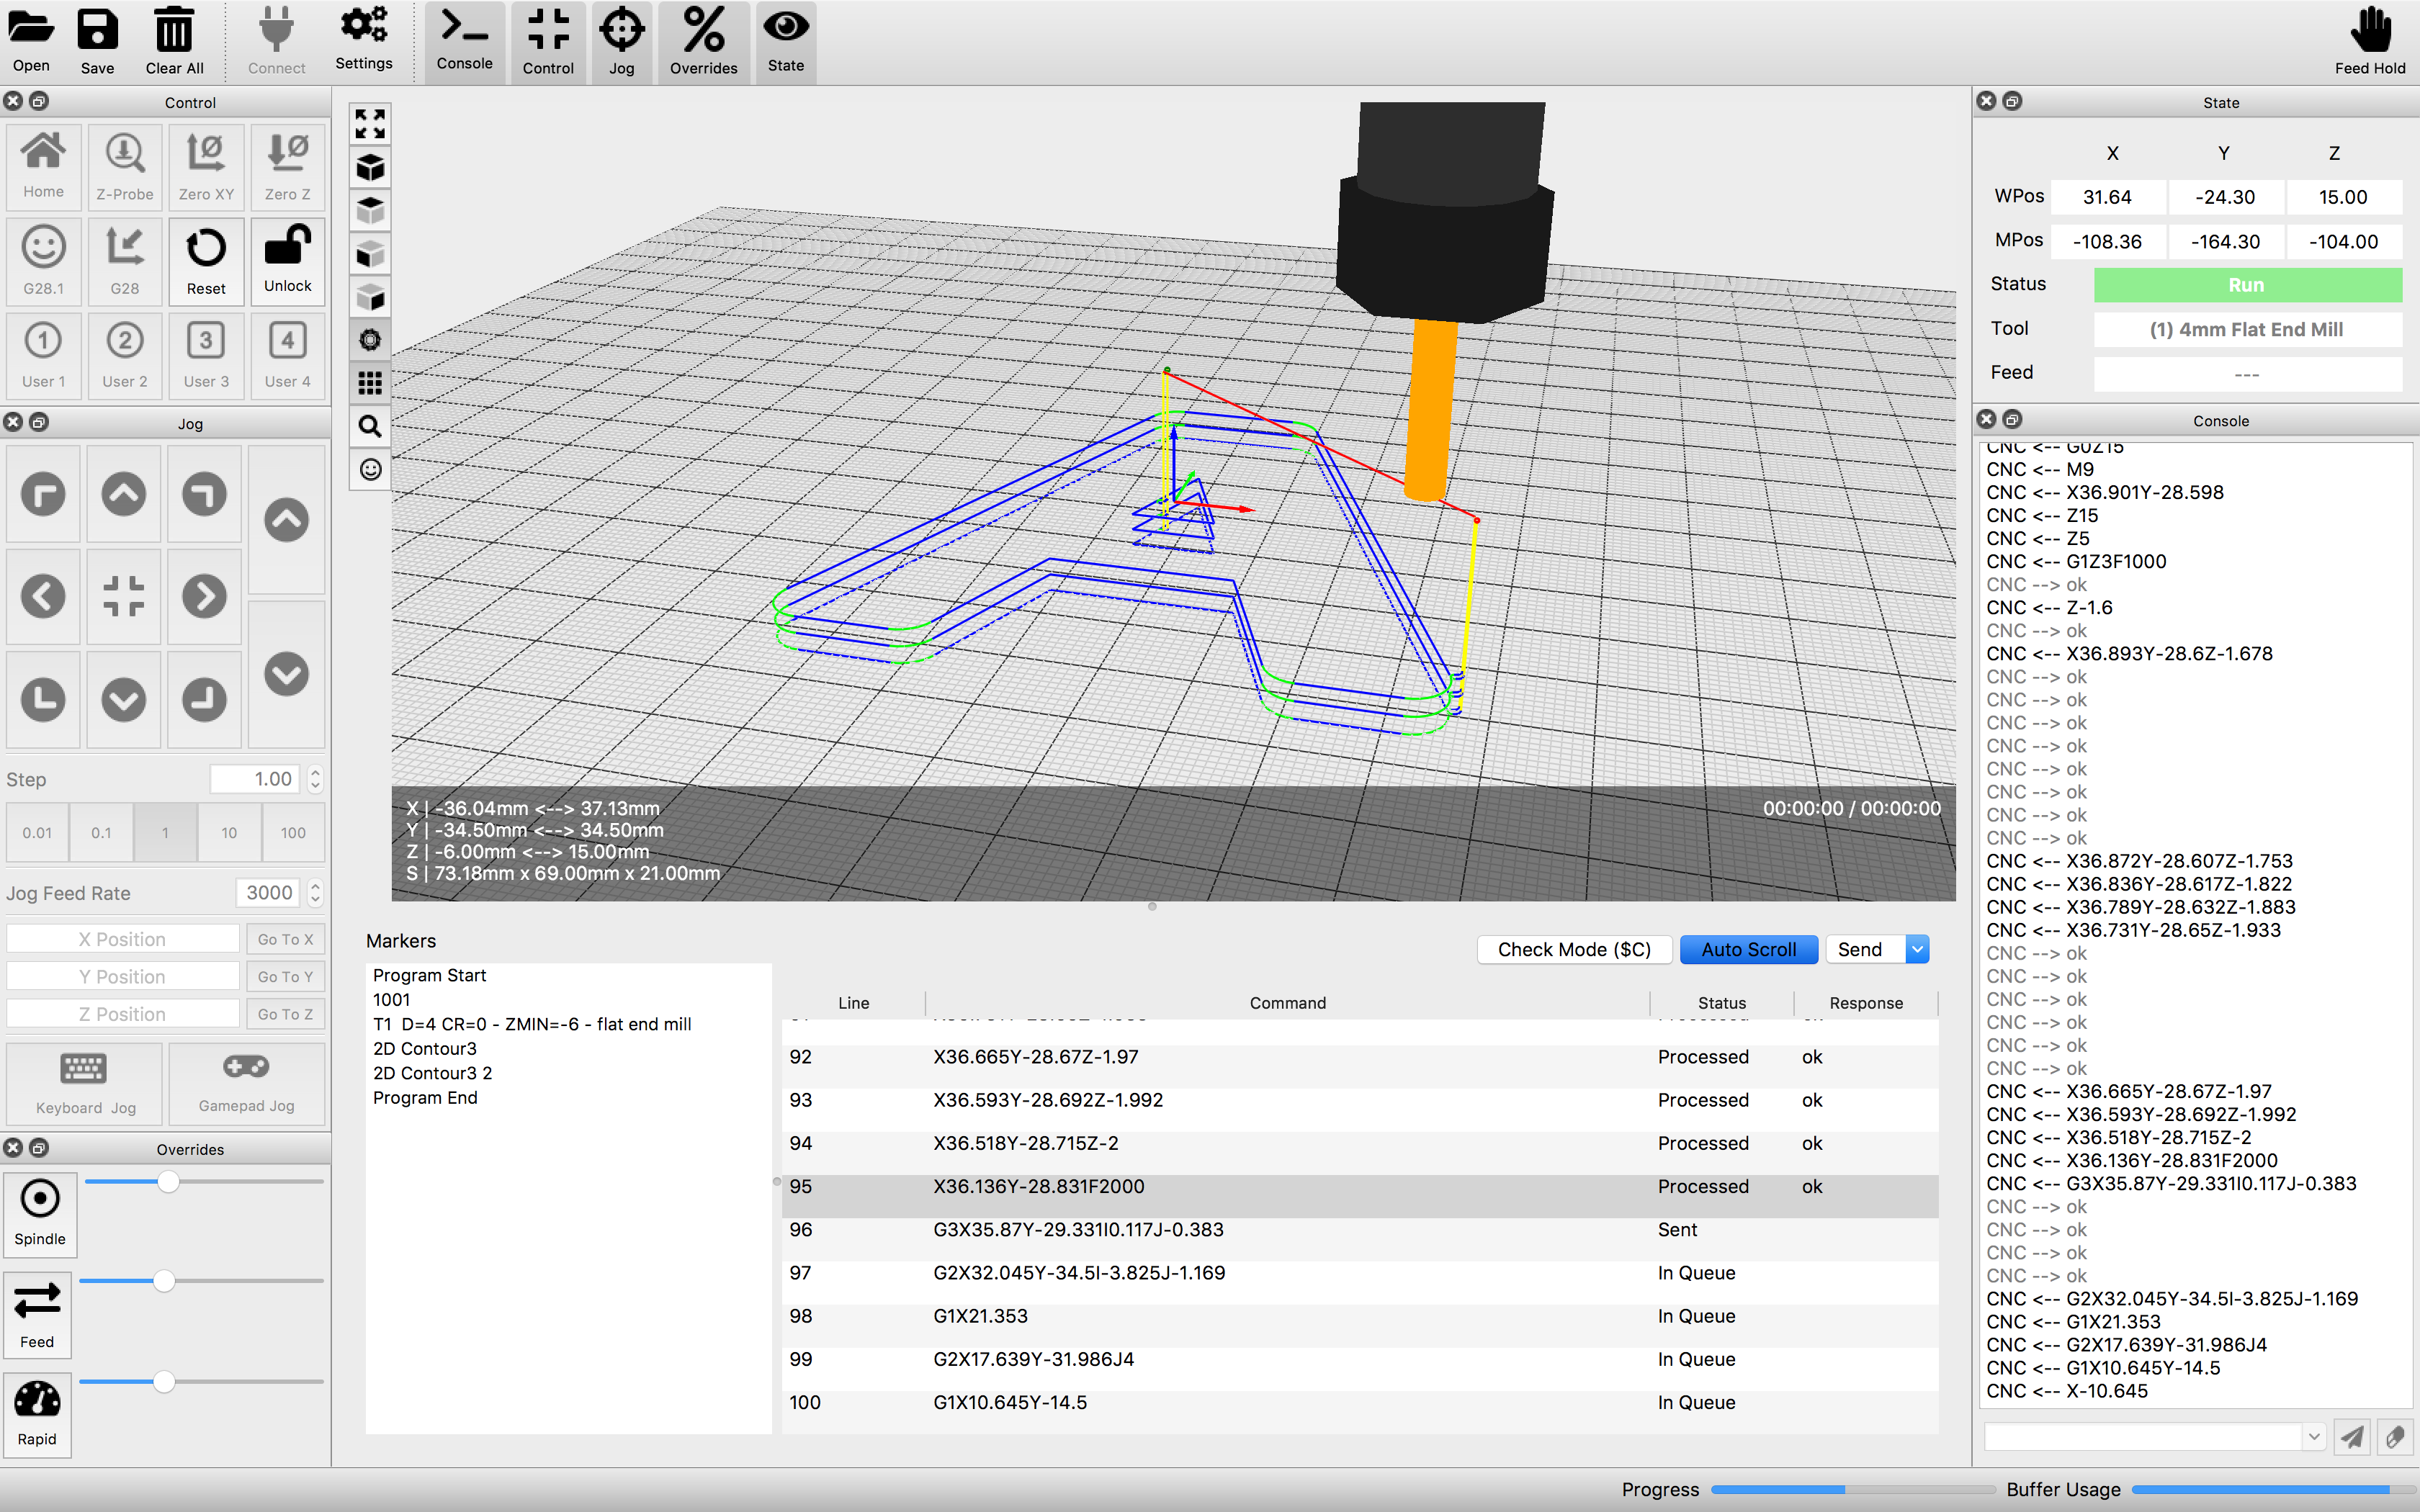 Open
Save
Clear All
Connect
Settings
Console
Control
Jog
Overrides
State
Feed Hold
Control
Home
Z-Probe
Zero XY
Zero Z
G28.1
G28
Reset
Unlock
1
2
3
4
User 1
User 2
User 3
User 4
Jog
Step 1.00
0.01 0.1 1 10 100
Jog Feed Rate 3000
X Position Go To X
Y Position Go To Y
Z Position Go To Z
Keyboard Jog
Gamepad Jog
Overrides
Spindle
Feed
Rapid
X | -36.04mm <--> 37.13mm
Y | -34.50mm <--> 34.50mm
Z | -6.00mm <--> 15.00mm
S | 73.18mm x 69.00mm x 21.00mm
00:00:00 / 00:00:00
Markers
Program Start
1001
T1 D=4 CR=0 - ZMIN=-6 - flat end mill
2D Contour3
2D Contour3 2
Program End
Check Mode ($C)
Auto Scroll
Send
Line Command Status Response
92 X36.665Y-28.67Z-1.97 Processed ok
93 X36.593Y-28.692Z-1.992 Processed ok
94 X36.518Y-28.715Z-2 Processed ok
95 X36.136Y-28.831F2000 Processed ok
96 G3X35.87Y-29.331I0.117J-0.383 Sent
97 G2X32.045Y-34.5I-3.825J-1.169 In Queue
98 G1X21.353 In Queue
99 G2X17.639Y-31.986J4 In Queue
100 G1X10.645Y-14.5 In Queue
State
X Y Z
WPos 31.64 -24.30 15.00
MPos -108.36 -164.30 -104.00
Status Run
Tool (1) 4mm Flat End Mill
Feed ---
Console
CNC <-- G0Z15
CNC <-- M9
CNC <-- X36.901Y-28.598
CNC <-- Z15
CNC <-- Z5
CNC <-- G1Z3F1000
CNC --> ok
CNC <-- Z-1.6
CNC --> ok
CNC <-- X36.893Y-28.6Z-1.678
CNC --> ok
CNC --> ok
CNC --> ok
CNC --> ok
CNC --> ok
CNC --> ok
CNC --> ok
CNC --> ok
CNC <-- X36.872Y-28.607Z-1.753
CNC <-- X36.836Y-28.617Z-1.822
CNC <-- X36.789Y-28.632Z-1.883
CNC <-- X36.731Y-28.65Z-1.933
CNC --> ok
CNC --> ok
CNC --> ok
CNC --> ok
CNC --> ok
CNC --> ok
CNC <-- X36.665Y-28.67Z-1.97
CNC <-- X36.593Y-28.692Z-1.992
CNC <-- X36.518Y-28.715Z-2
CNC <-- X36.136Y-28.831F2000
CNC <-- G3X35.87Y-29.331I0.117J-0.383
CNC --> ok
CNC --> ok
CNC --> ok
CNC --> ok
CNC <-- G2X32.045Y-34.5I-3.825J-1.169
CNC <-- G1X21.353
CNC <-- G2X17.639Y-31.986J4
CNC <-- G1X10.645Y-14.5
CNC <-- X-10.645
Progress
Buffer Usage